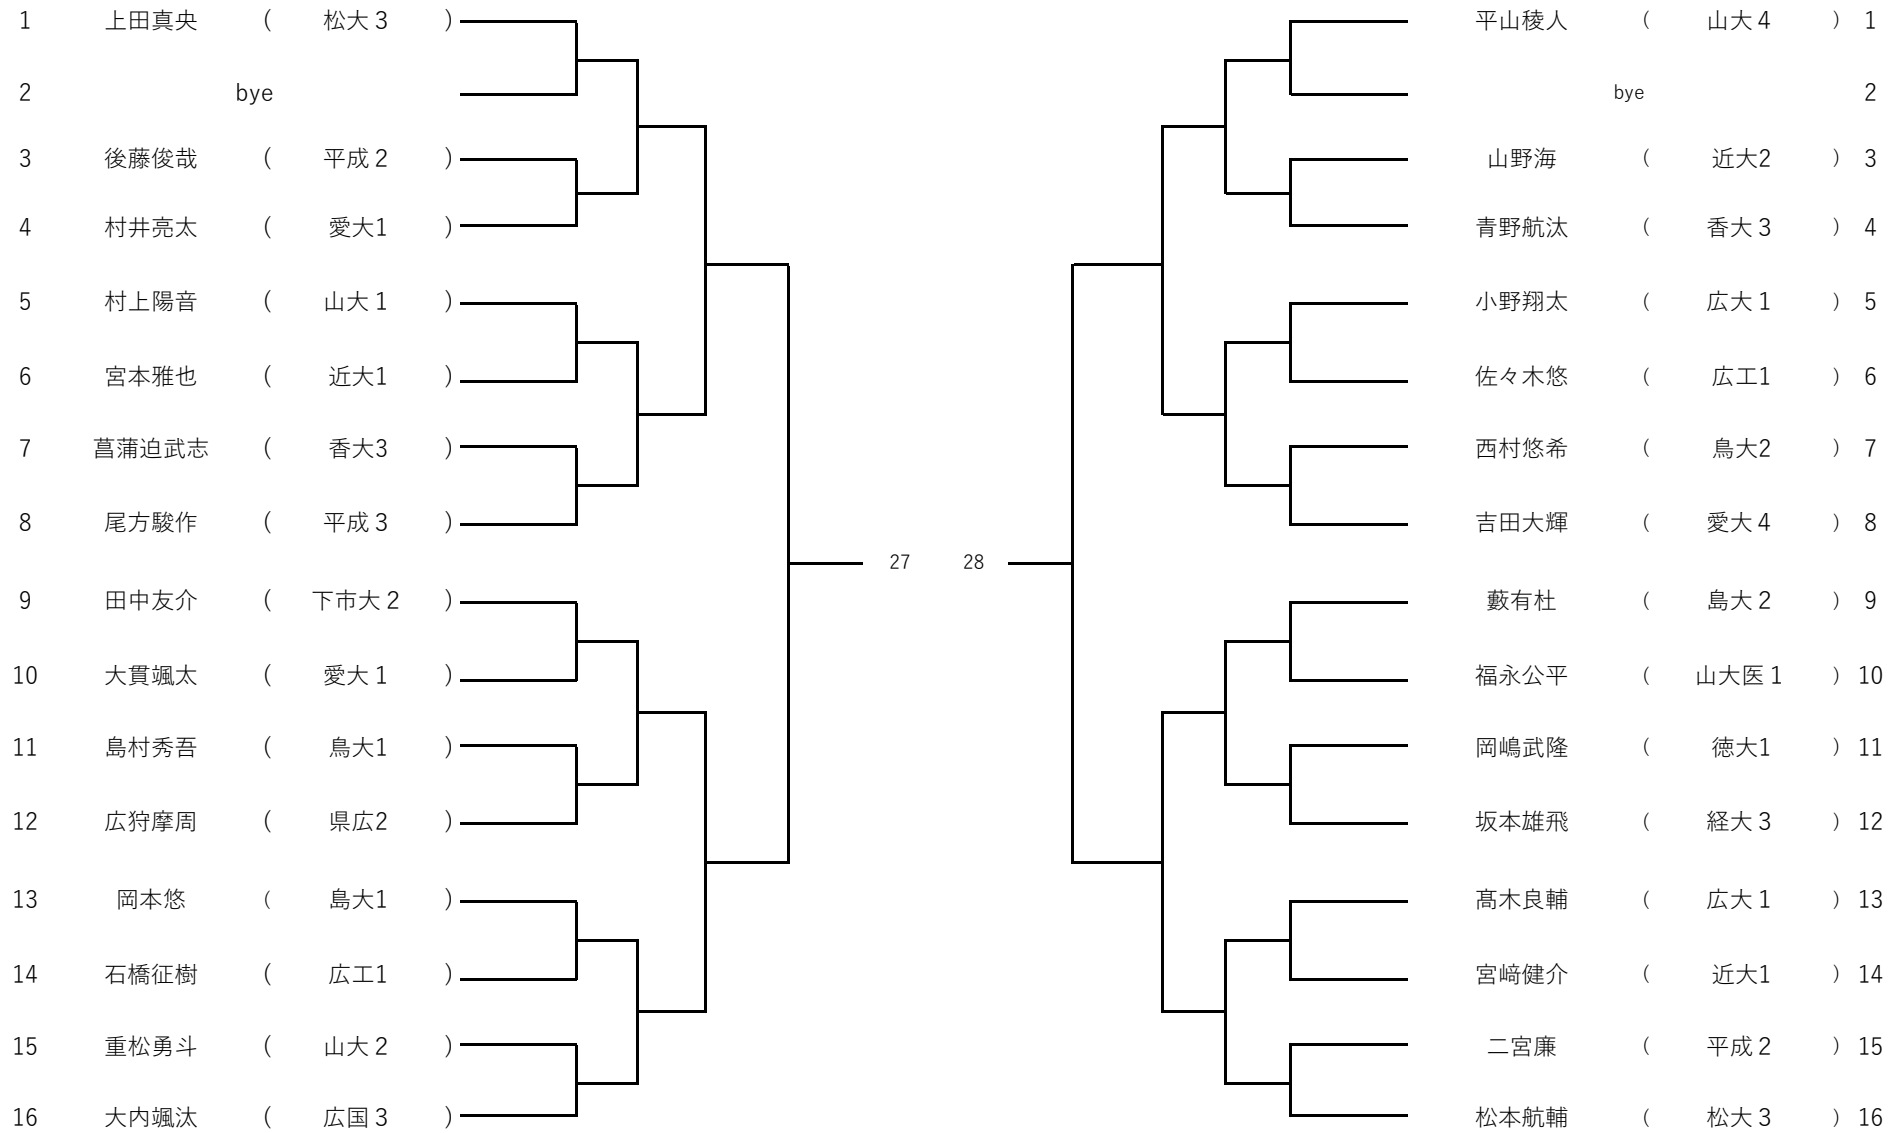 1 上田真央 ( 松大３ ) 平山稜人 ( 山大４ ) 1
2 bye bye 2
3 後藤俊哉 ( 平成２ ) 山野海 ( 近大2 ) 3
4 村井亮太 ( 愛大1 ) 青野航汰 ( 香大３ ) 4
5 村上陽音 ( 山大１ ) 小野翔太 ( 広大１ ) 5
6 宮本雅也 ( 近大1 ) 佐々木悠 ( 広工1 ) 6
7 菖蒲迫武志 ( 香大3 ) 西村悠希 ( 鳥大2 ) 7
8 尾方駿作 ( 平成３ ) 吉田大輝 ( 愛大４ ) 8
27 28
9 田中友介 ( 下市大２ ) 藪有杜 ( 島大２ ) 9
10 大貫颯太 ( 愛大１ ) 福永公平 ( 山大医１ ) 10
11 島村秀吾 ( 鳥大1 ) 岡嶋武隆 ( 徳大1 ) 11
12 広狩摩周 ( 県広2 ) 坂本雄飛 ( 経大３ ) 12
13 岡本悠 ( 島大1 ) 髙木良輔 ( 広大１ ) 13
14 石橋征樹 ( 広工1 ) 宮﨑健介 ( 近大1 ) 14
15 重松勇斗 ( 山大２ ) 二宮廉 ( 平成２ ) 15
16 大内颯汰 ( 広国３ ) 松本航輔 ( 松大３ ) 16